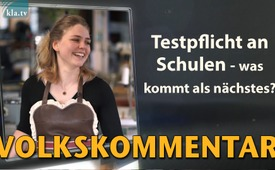 kla.tv
Testpflicht an
Schulen - was
kommt als nächstes?
VOLKSKOMMENTAR